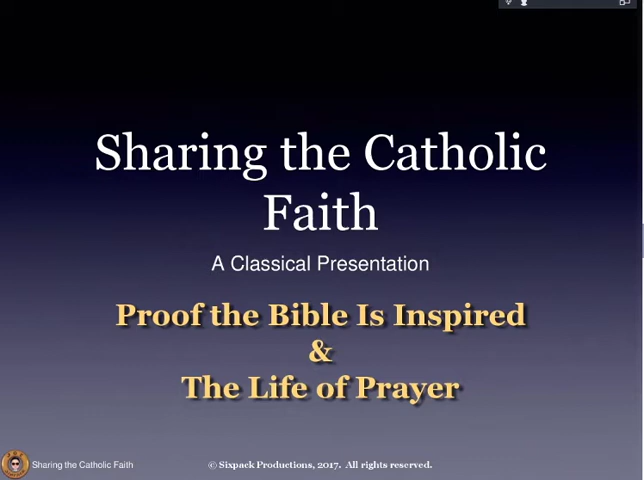 Sharing the Catholic
Faith
A Classical Presentation
Proof the Bible Is Inspired
&
The Life of Prayer
Sharing the Catholic Faith
© Sixpack Productions, 2017. All rights reserved.